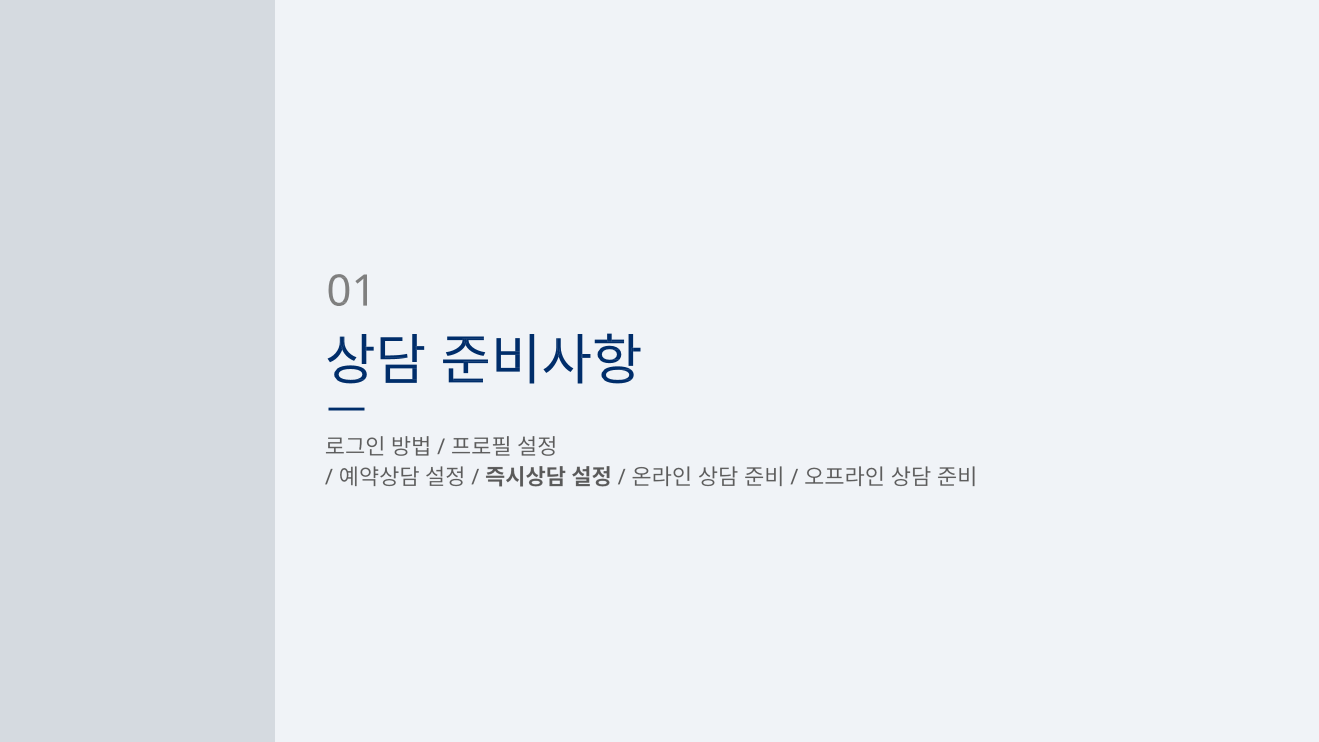 01
상담 준비사항
로그인 방법 / 프로필 설정
/ 예약상담 설정 / 즉시상담 설정 / 온라인 상담 준비 / 오프라인 상담 준비